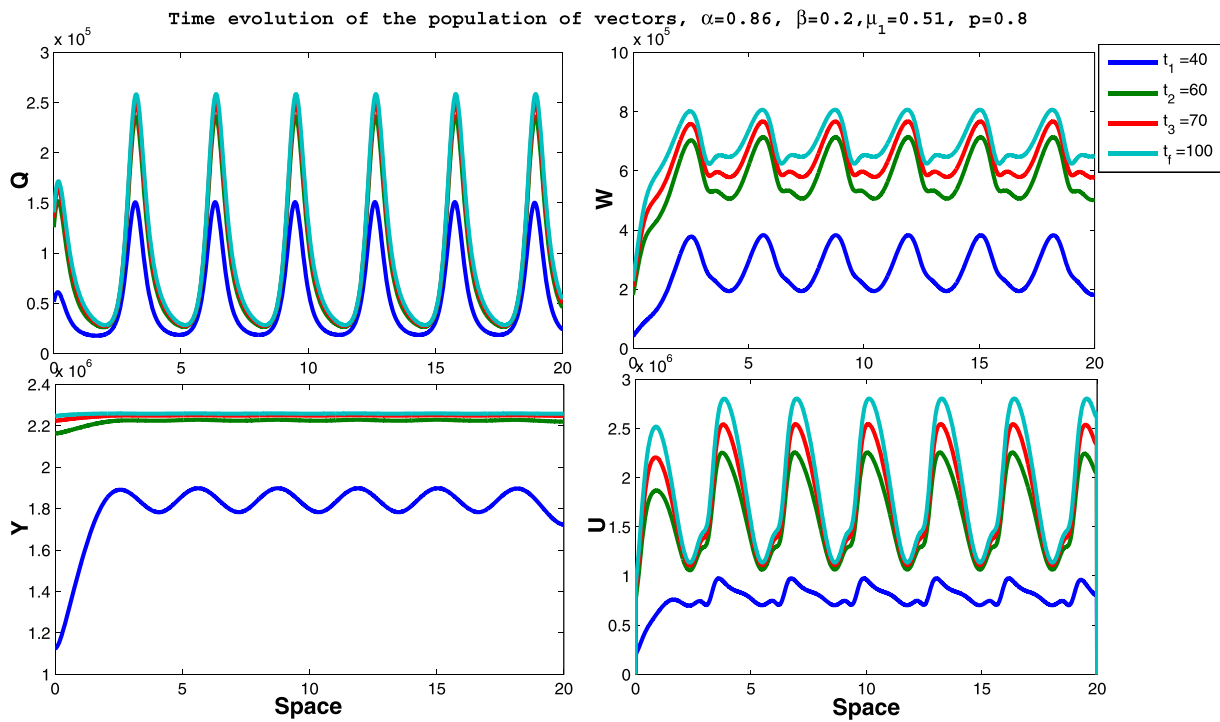 Time evolution of the population of vectors, α=0.86, β=0.2,μ1=0.51, p=0.8
x 10^5
3
2.5
2
1.5
1
0.5
0
Q
0 5 10 15 20
x 10^5
10
8
6
4
2
0
W
0 5 10 15 20
t1 =40
t2 =60
t3 =70
tf =100
x 10^6
2.4
2.2
2
1.8
1.6
1.4
1.2
1
Y
0 5 10 15 20
Space
x 10^6
3
2.5
2
1.5
1
0.5
0
U
0 5 10 15 20
Space